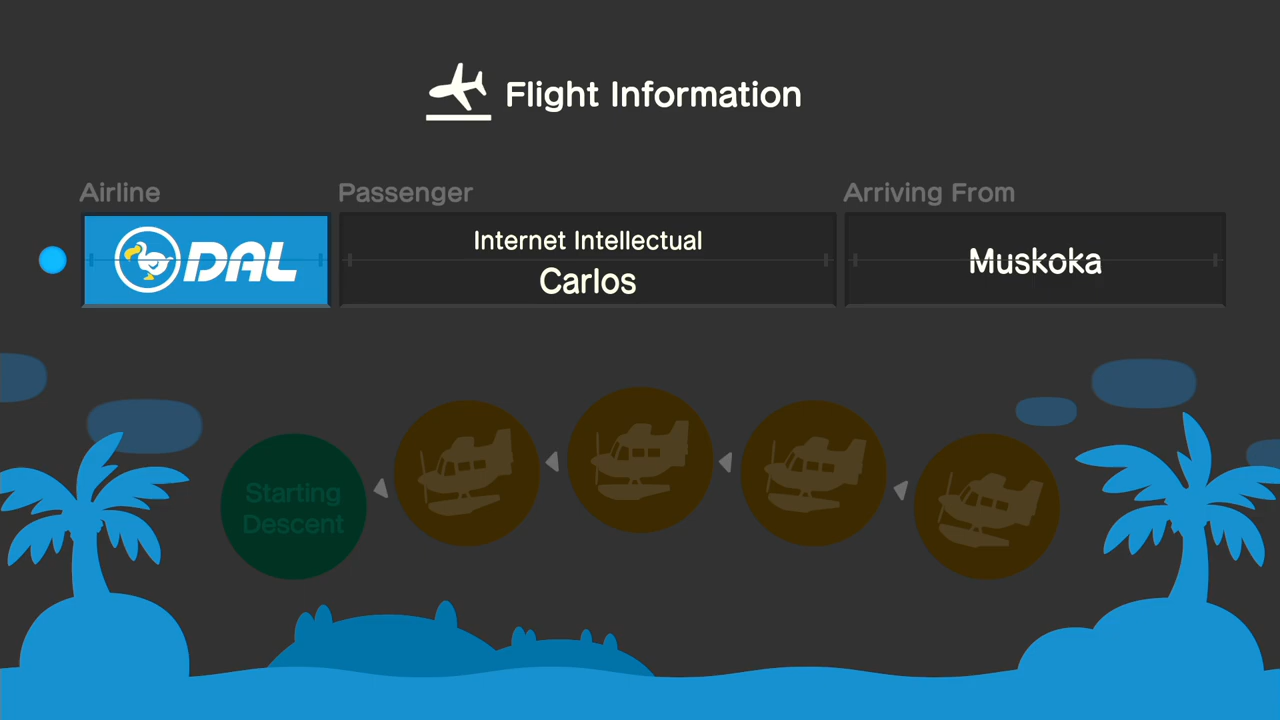 Flight Information
Airline
Passenger
Arriving From
DAL
Internet Intellectual
Carlos
Muskoka
Starting
Descent